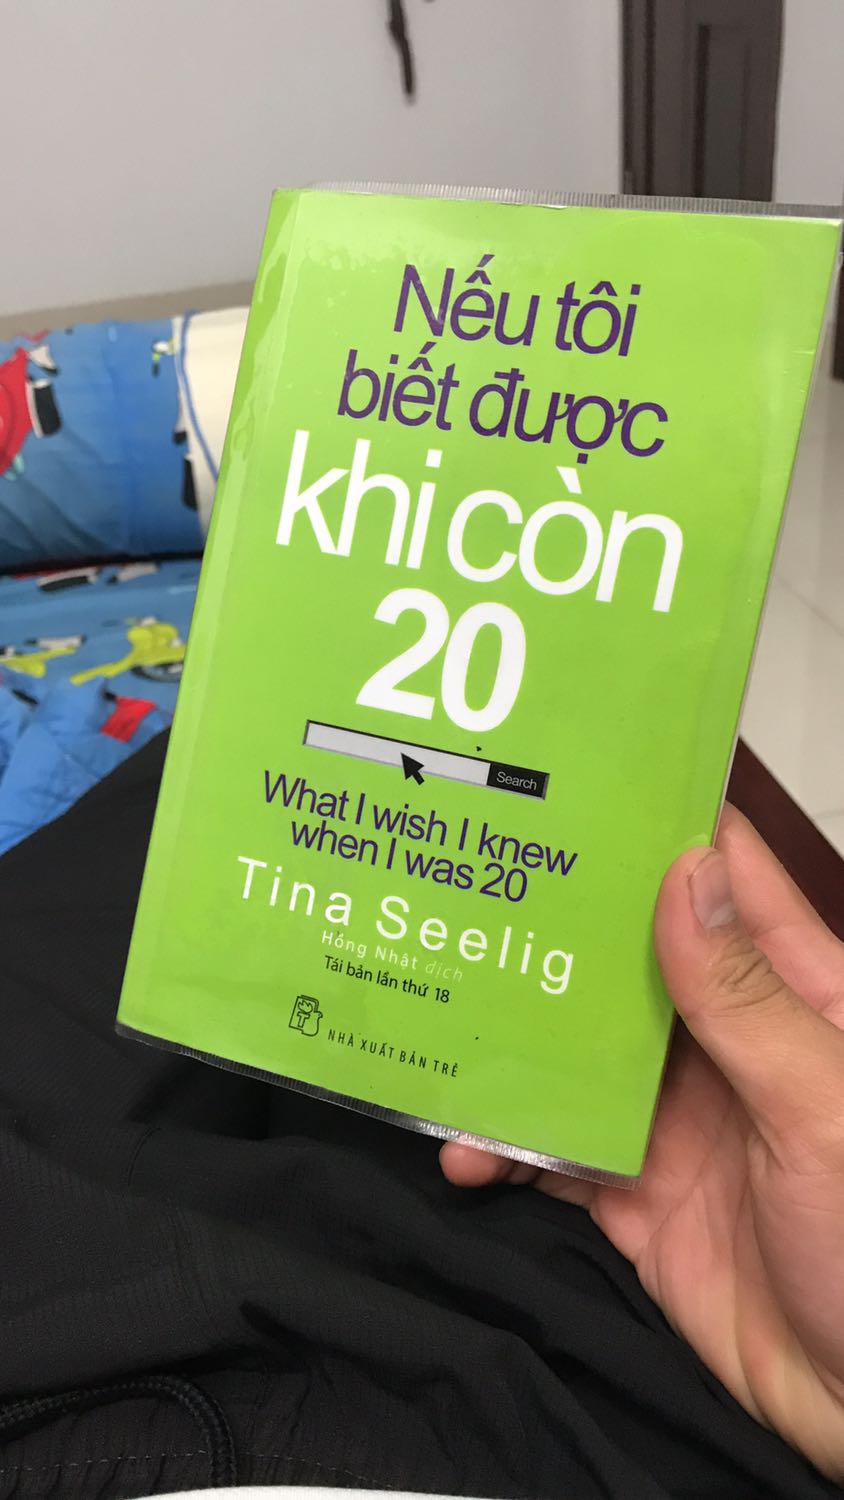 Nếu tôi
biết được
khi còn
20
Search
What I wish I knew
when I was 20
Tina Seelig
Hồng Nhật dịch
Tái bản lần thứ 18
NHÀ XUẤT BẢN TRẺ